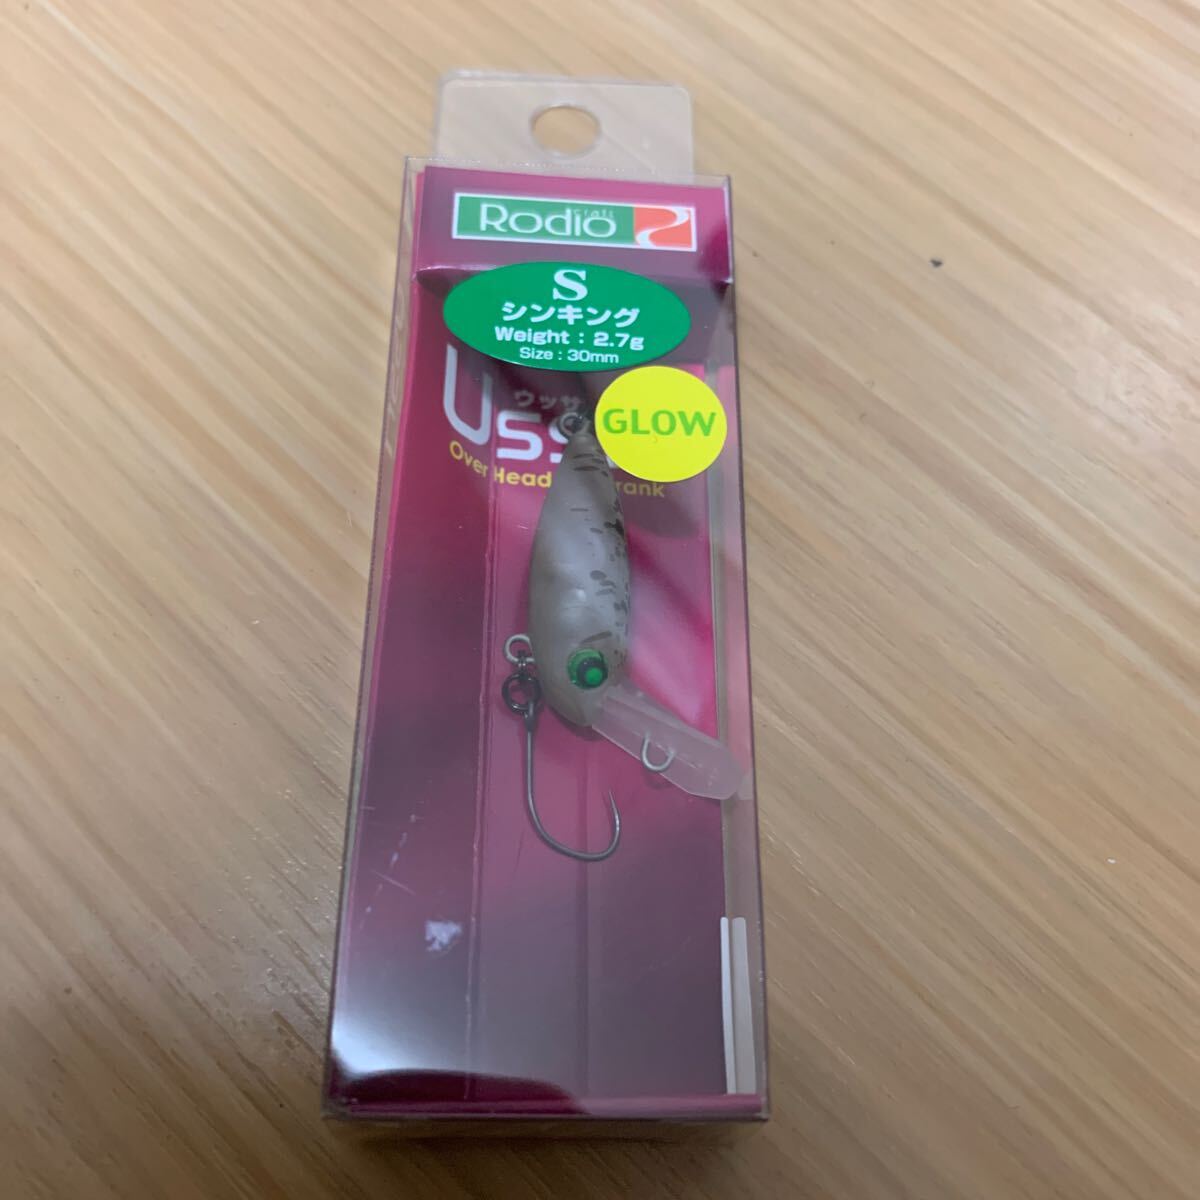 Rodio craft
S
シンキング
Weight : 2.7g
Size : 30mm
GLOW
ウッサ
Uss
Over Head